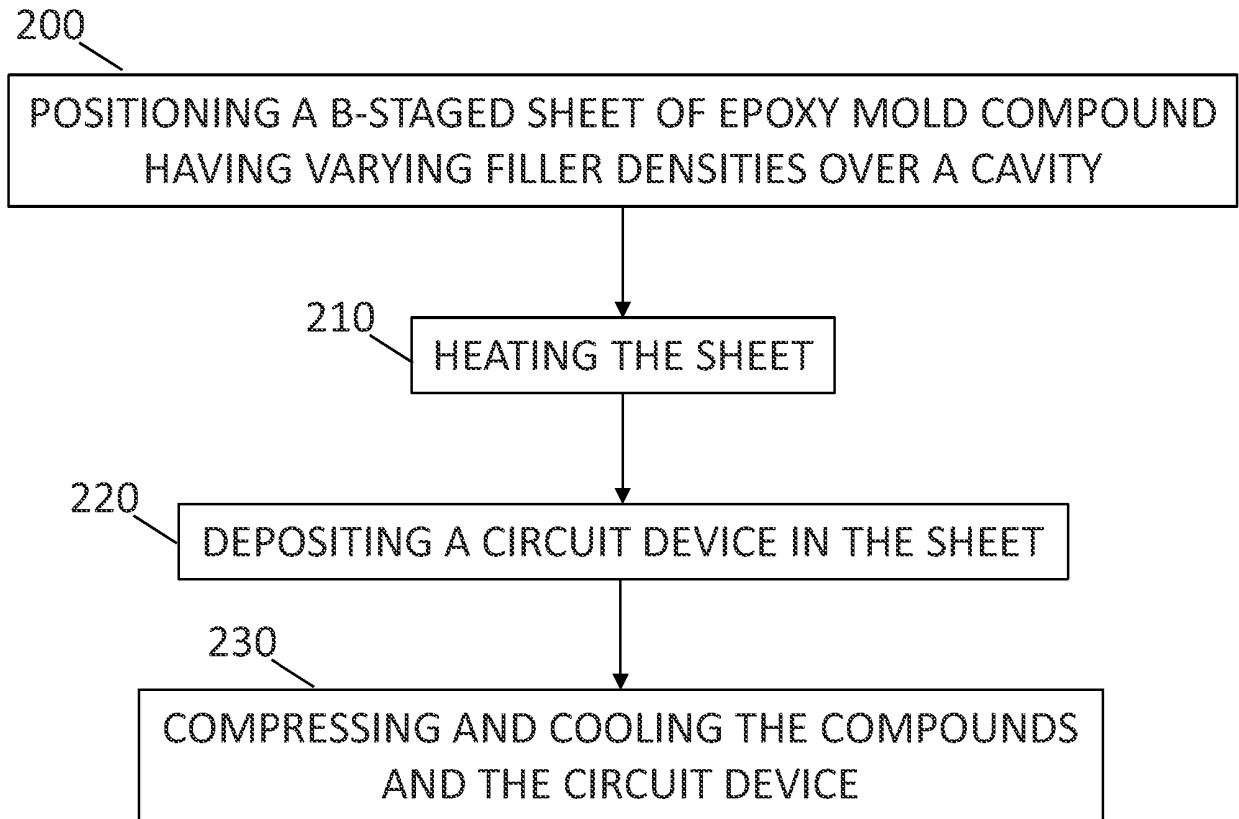 200
POSITIONING A B-STAGED SHEET OF EPOXY MOLD COMPOUND
HAVING VARYING FILLER DENSITIES OVER A CAVITY
210
HEATING THE SHEET
220
DEPOSITING A CIRCUIT DEVICE IN THE SHEET
230
COMPRESSING AND COOLING THE COMPOUNDS
AND THE CIRCUIT DEVICE